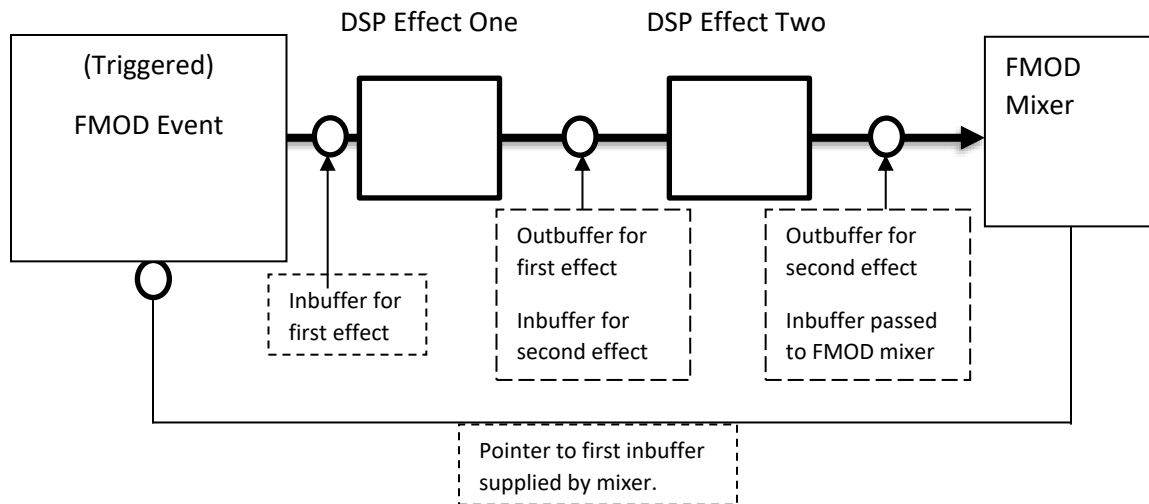 DSP Effect One
DSP Effect Two
(Triggered)
FMOD Event
FMOD
Mixer
Inbuffer for
first effect
Outbuffer for
first effect
Inbuffer for
second effect
Outbuffer for
second effect
Inbuffer passed
to FMOD mixer
Pointer to first inbuffer
supplied by mixer.